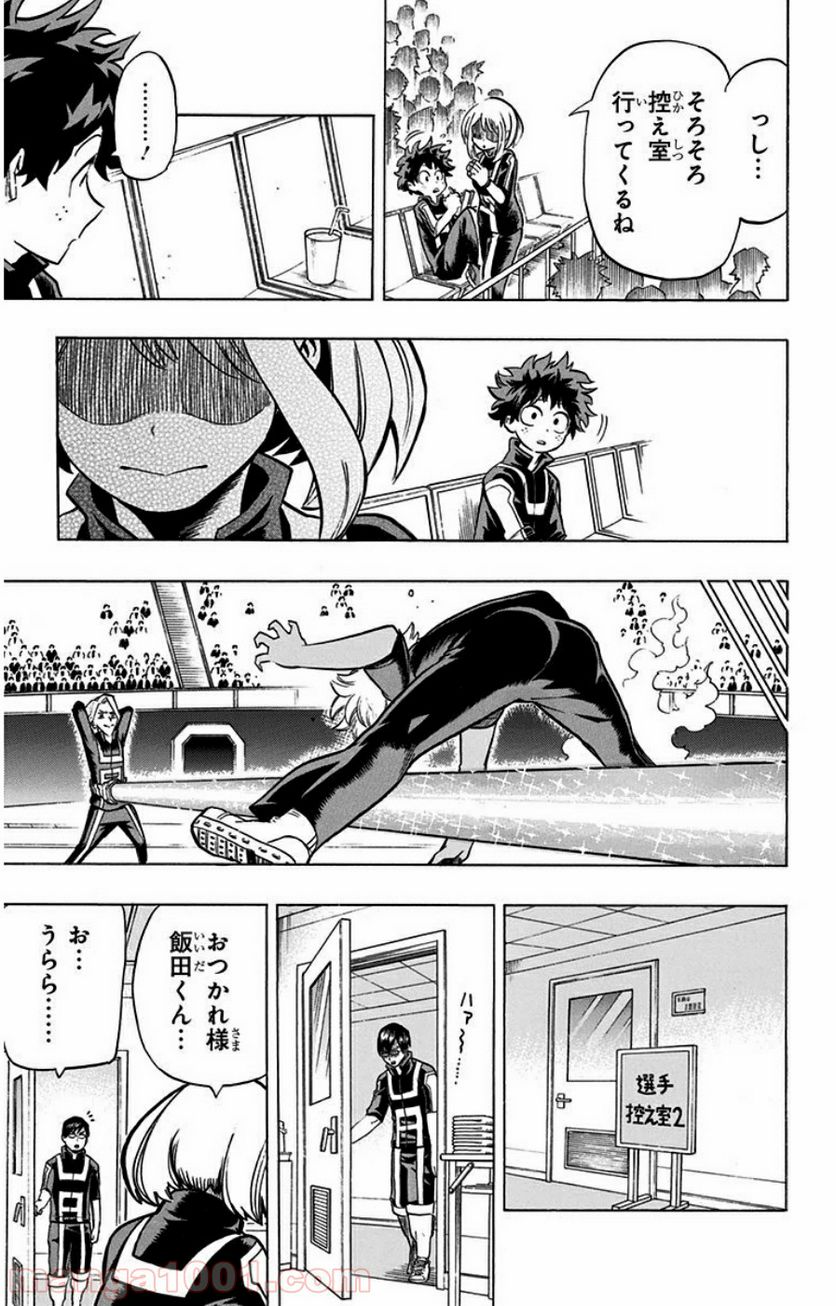 っし…
そろそろ
控え室
行ってくるね
………
選手
控え室2
ハァ〜
おつかれ様
飯田くん…
お…
うらら……
manga1001.com